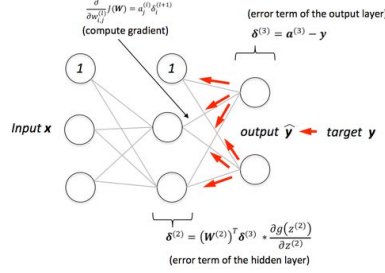 ∂/∂w_{i,j}^{(l)} J(W) = a_j^{(l)} δ_i^{(l+1)}
(compute gradient)
(error term of the output layer)
δ^{(3)} = a^{(3)} − y
1
1
Input x
output ŷ
target y
δ^{(2)} = (W^{(2)})^T δ^{(3)} * ∂g(z^{(2)})/∂z^{(2)}
(error term of the hidden layer)